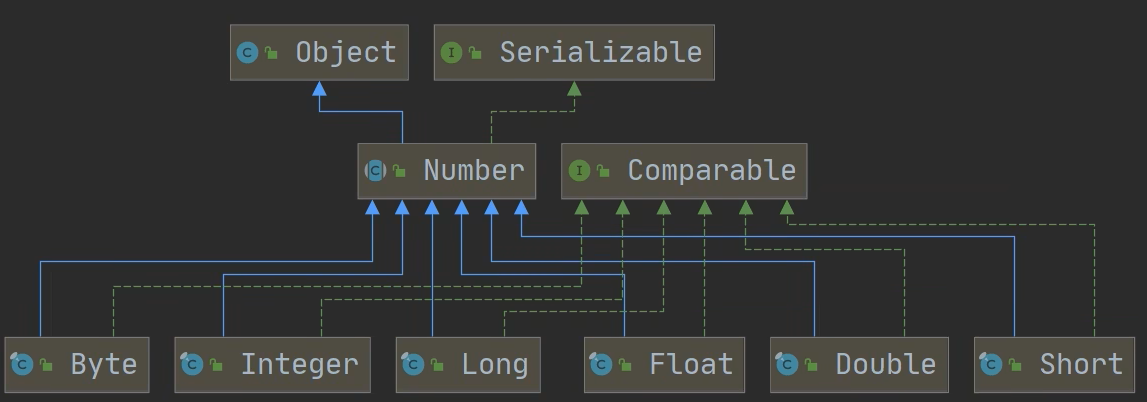 Object Serializable
Number Comparable
Byte Integer Long Float Double Short